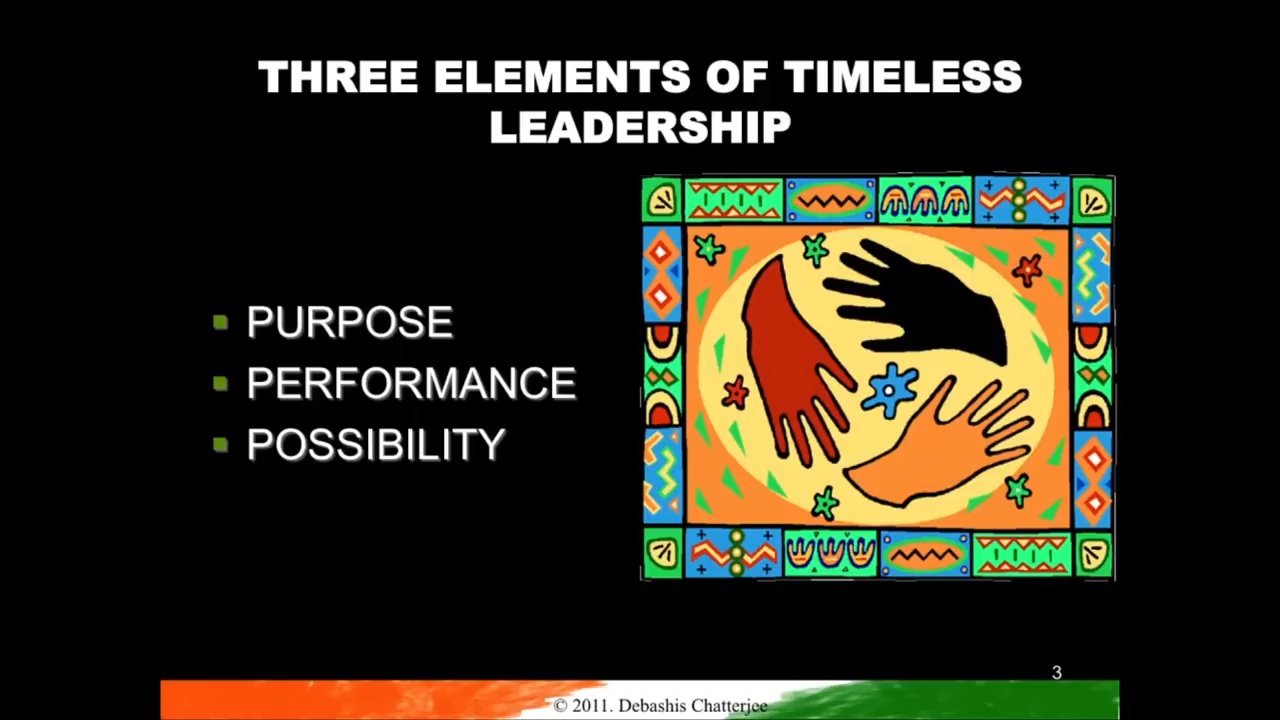 THREE ELEMENTS OF TIMELESS
LEADERSHIP
PURPOSE
PERFORMANCE
POSSIBILITY
3
© 2011. Debashis Chatterjee